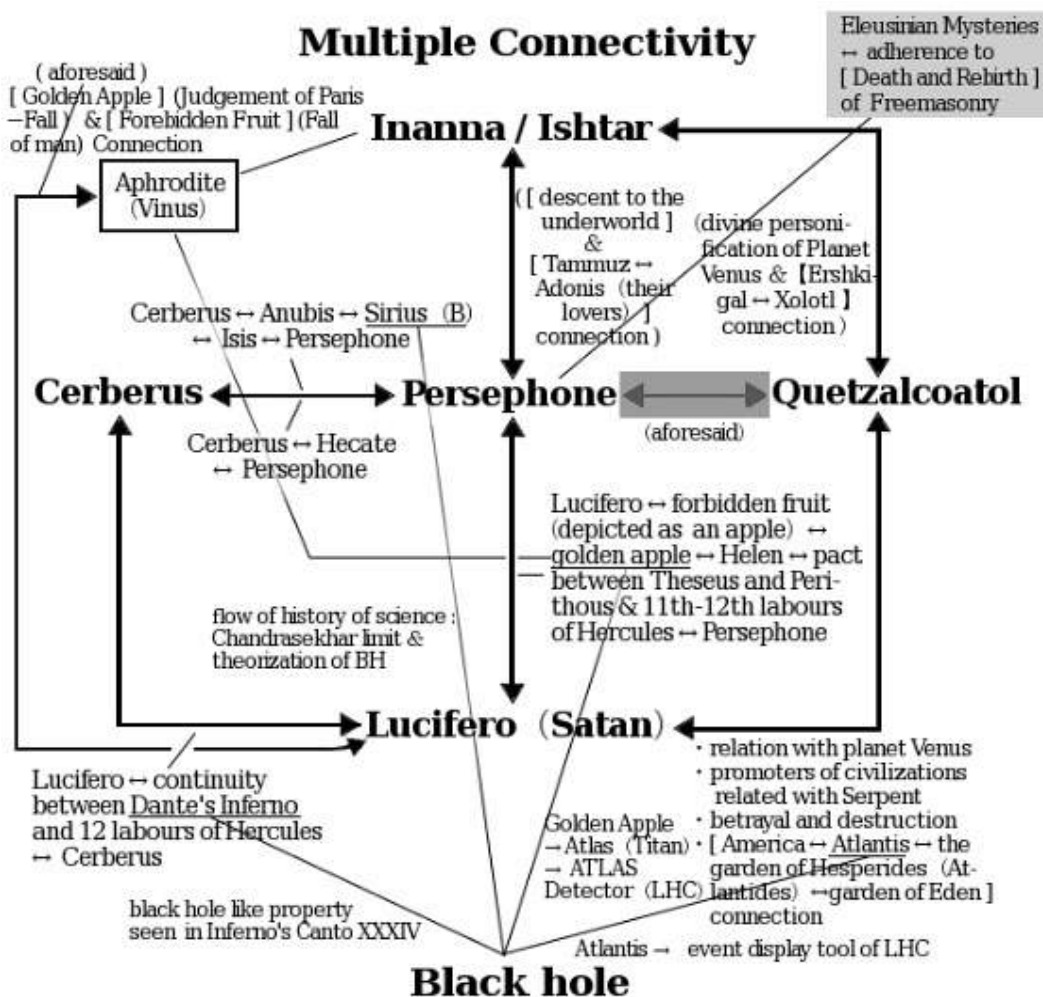 Multiple Connectivity
Eleusinian Mysteries
↔ adherence to
[ Death and Rebirth ]
of Freemasonry
( aforesaid )
[ Golden Apple ] (Judgement of Paris
−Fall ) & [ Forebidden Fruit ] (Fall
of man) Connection
Inanna / Ishtar
Aphrodite
(Vinus)
( [ descent to the
underworld ]
&
[ Tammuz ↔
Adonis (their
lovers) ]
connection )
(divine personi-
fication of Planet
Venus & 【Ershki-
gal ↔ Xolotl 】
connection )
Cerberus ↔ Anubis ↔ Sirius (B)
↔ Isis ↔ Persephone
Cerberus
Persephone
Quetzalcoatol
(aforesaid)
Cerberus ↔ Hecate
↔ Persephone
Lucifero ↔ forbidden fruit
(depicted as an apple) ↔
golden apple ↔ Helen ↔ pact
between Theseus and Peri-
thous & 11th-12th labours
of Hercules ↔ Persephone
flow of history of science :
Chandrasekhar limit &
theorization of BH
Lucifero (Satan)
Lucifero ↔ continuity
between Dante's Inferno
and 12 labours of Hercules
↔ Cerberus
・relation with planet Venus
・promoters of civilizations
related with Serpent
・betrayal and destruction
・[ America ↔ Atlantis ↔ the
garden of Hesperides (At-
lantides) ↔garden of Eden ]
connection
Golden Apple
→Atlas (Titan)
→ ATLAS
Detector (LHC)
black hole like property
seen in Inferno's Canto XXXIV
Atlantis → event display tool of LHC
Black hole